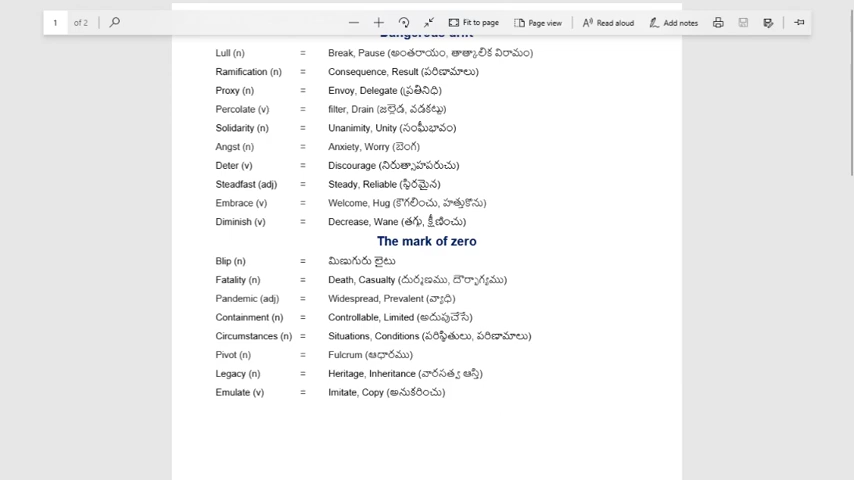 1 of 2 Fit to page Page view Read aloud Add notes
Dangerous drift
Lull (n) = Break, Pause (అంతరాయం, తాత్కాలిక విరామం)
Ramification (n) = Consequence, Result (పరిణామాలు)
Proxy (n) = Envoy, Delegate (ప్రతినిధి)
Percolate (v) = filter, Drain (జల్లెడ, వడకట్టు)
Solidarity (n) = Unanimity, Unity (సంఘీభావం)
Angst (n) = Anxiety, Worry (బెంగ)
Deter (v) = Discourage (నిరుత్సాహపరుచు)
Steadfast (adj) = Steady, Reliable (స్థిరమైన)
Embrace (v) = Welcome, Hug (కౌగలించు, హత్తుకోను)
Diminish (v) = Decrease, Wane (తగ్గు, క్షీణించు)
The mark of zero
Blip (n) = మిణుగురు లైటు
Fatality (n) = Death, Casualty (దుర్మణము, దౌర్భాగ్యము)
Pandemic (adj) = Widespread, Prevalent (వ్యాధి)
Containment (n) = Controllable, Limited (అదుపుచేసే)
Circumstances (n) = Situations, Conditions (పరిస్థితులు, పరిణామాలు)
Pivot (n) = Fulcrum (ఆధారము)
Legacy (n) = Heritage, Inheritance (వారసత్వ ఆస్తి)
Emulate (v) = Imitate, Copy (అనుకరించు)